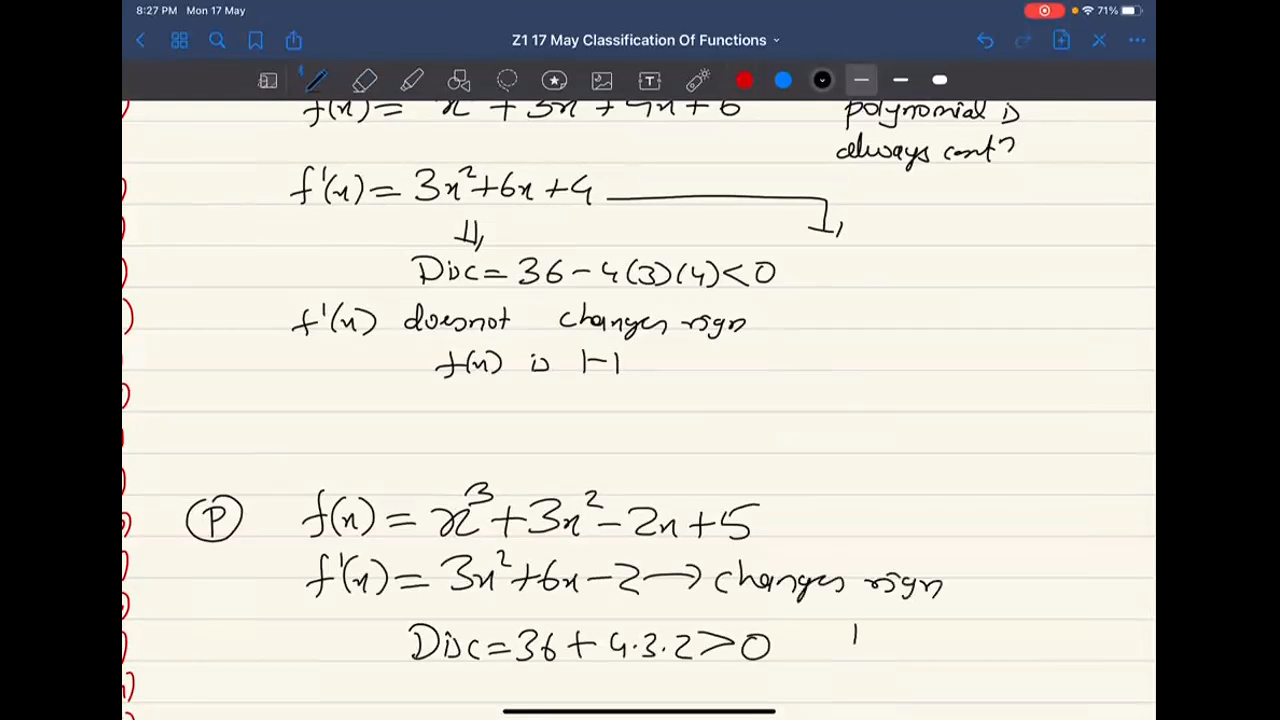 8:27 PM Mon 17 May
71%
Z1 17 May Classification Of Functions
polynomial is
always cont?
f'(x) = 3x²+6x+4
Disc = 36 - 4(3)(4) < 0
f'(x) doesnot changes sign
f(x) is 1-1
(P) f(x) = x³+3x²-2x+5
f'(x) = 3x²+6x-2 → changes sign
Disc = 36 + 4.3.2 > 0